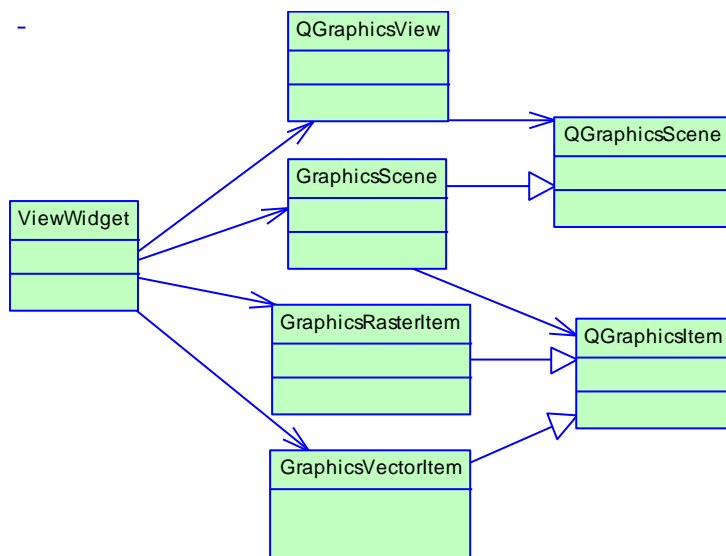 QGraphicsView
QGraphicsScene
GraphicsScene
ViewWidget
GraphicsRasterItem
QGraphicsItem
GraphicsVectorItem